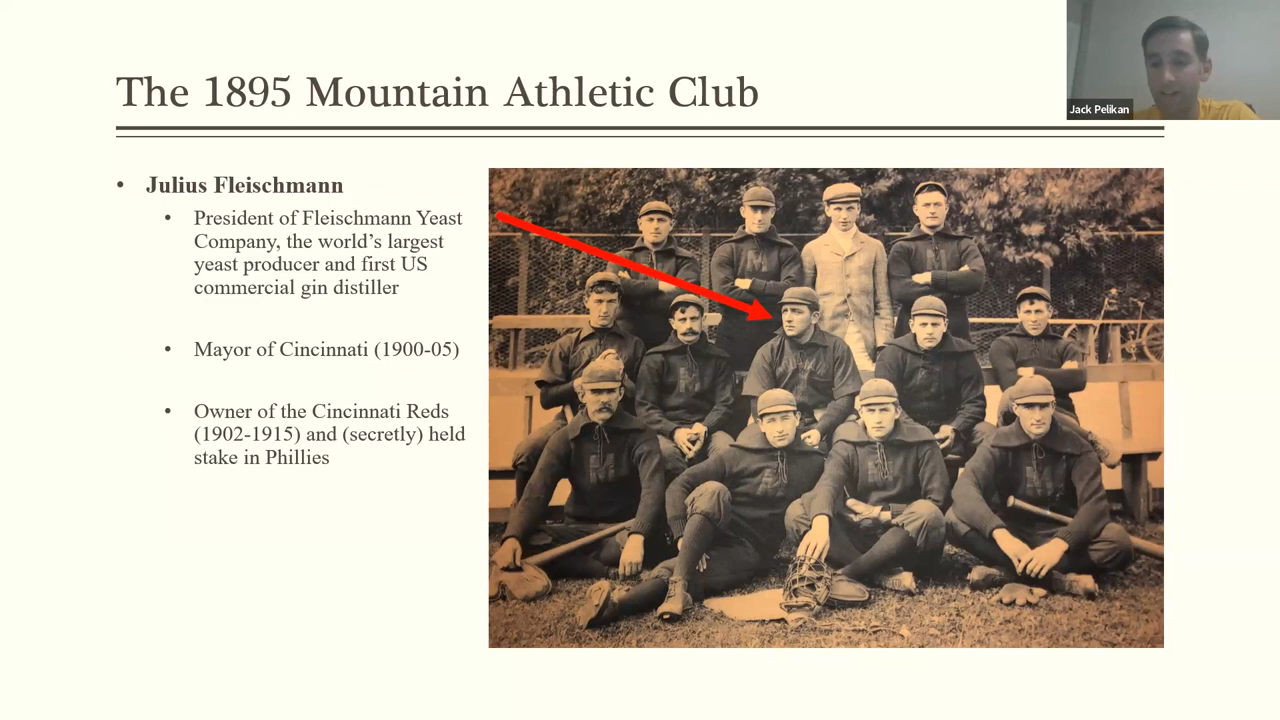 The 1895 Mountain Athletic Club
Jack Pelikan
• Julius Fleischmann
• President of Fleischmann Yeast
Company, the world’s largest
yeast producer and first US
commercial gin distiller
• Mayor of Cincinnati (1900-05)
• Owner of the Cincinnati Reds
(1902-1915) and (secretly) held
stake in Phillies
M
M
M
M